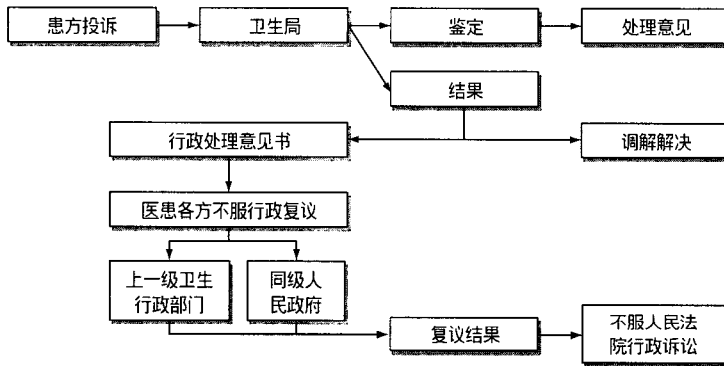 患方投诉
卫生局
鉴定
处理意见
结果
行政处理意见书
调解解决
医患各方不服行政复议
上一级卫生
行政部门
同级人
民政府
复议结果
不服人民法
院行政诉讼